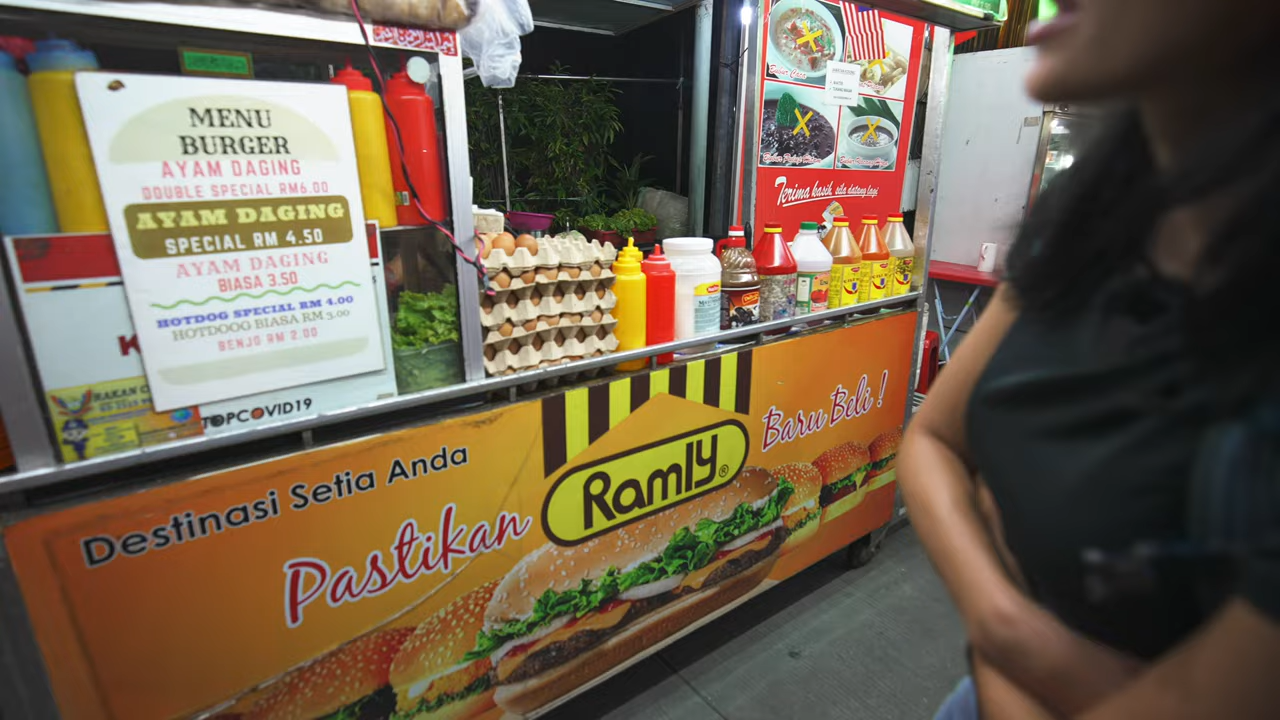 MENU
BURGER
AYAM DAGING
DOUBLE SPECIAL RM6.00
AYAM DAGING
SPECIAL RM 4.50
AYAM DAGING
BIASA 3.50
HOTDOG SPECIAL RM 4.00
HOTDOOG BIASA RM 3.00
BENJO RM 2.00
TOPCOVID19
Terima kasih sila datang lagi
Destinasi Setia Anda
Pastikan
Ramly®
Baru Beli !